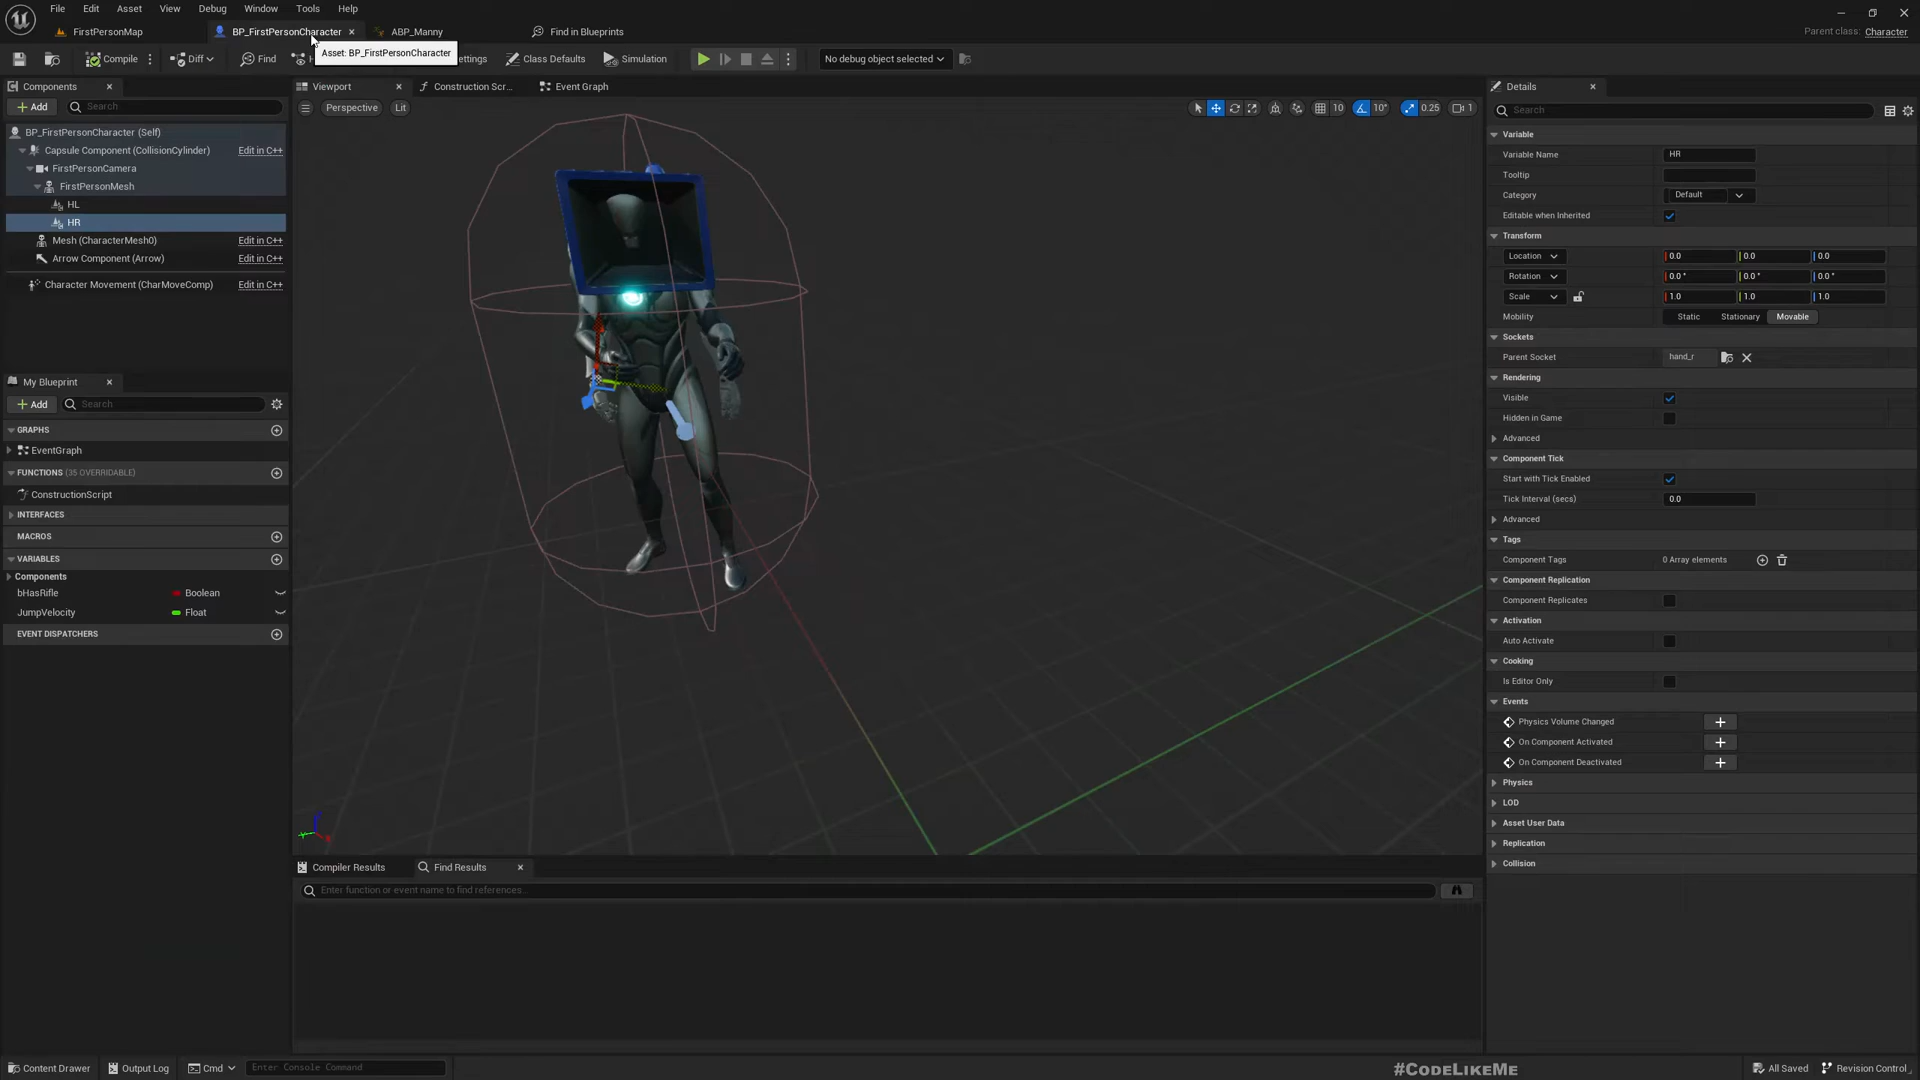 File Edit Asset View Debug Window Tools Help
FirstPersonMap BP_FirstPersonCharacter ABP_Manny Find in Blueprints
Parent class: Character
Compile Diff Find ettings Class Defaults Simulation No debug object selected
Asset: BP_FirstPersonCharacter
Components
Add Search
BP_FirstPersonCharacter (Self)
Capsule Component (CollisionCylinder) Edit in C++
FirstPersonCamera
FirstPersonMesh
HL
HR
Mesh (CharacterMesh0) Edit in C++
Arrow Component (Arrow) Edit in C++
Character Movement (CharMoveComp) Edit in C++
My Blueprint
Add Search
GRAPHS
EventGraph
FUNCTIONS (35 OVERRIDABLE)
ConstructionScript
INTERFACES
MACROS
VARIABLES
Components
bHasRifle Boolean
JumpVelocity Float
EVENT DISPATCHERS
Viewport Construction Scr... Event Graph
Perspective Lit
10 10° 0.25 1
Compiler Results Find Results
Enter function or event name to find references...
Details
Search
Variable
Variable Name HR
Tooltip
Category Default
Editable when Inherited
Transform
Location 0.0 0.0 0.0
Rotation 0.0 ° 0.0 ° 0.0 °
Scale 1.0 1.0 1.0
Mobility Static Stationary Movable
Sockets
Parent Socket hand_r
Rendering
Visible
Hidden in Game
Advanced
Component Tick
Start with Tick Enabled
Tick Interval (secs) 0.0
Advanced
Tags
Component Tags 0 Array elements
Component Replication
Component Replicates
Activation
Auto Activate
Cooking
Is Editor Only
Events
Physics Volume Changed
On Component Activated
On Component Deactivated
Physics
LOD
Asset User Data
Replication
Collision
Content Drawer Output Log Cmd Enter Console Command #CodeLikeMe All Saved Revision Control